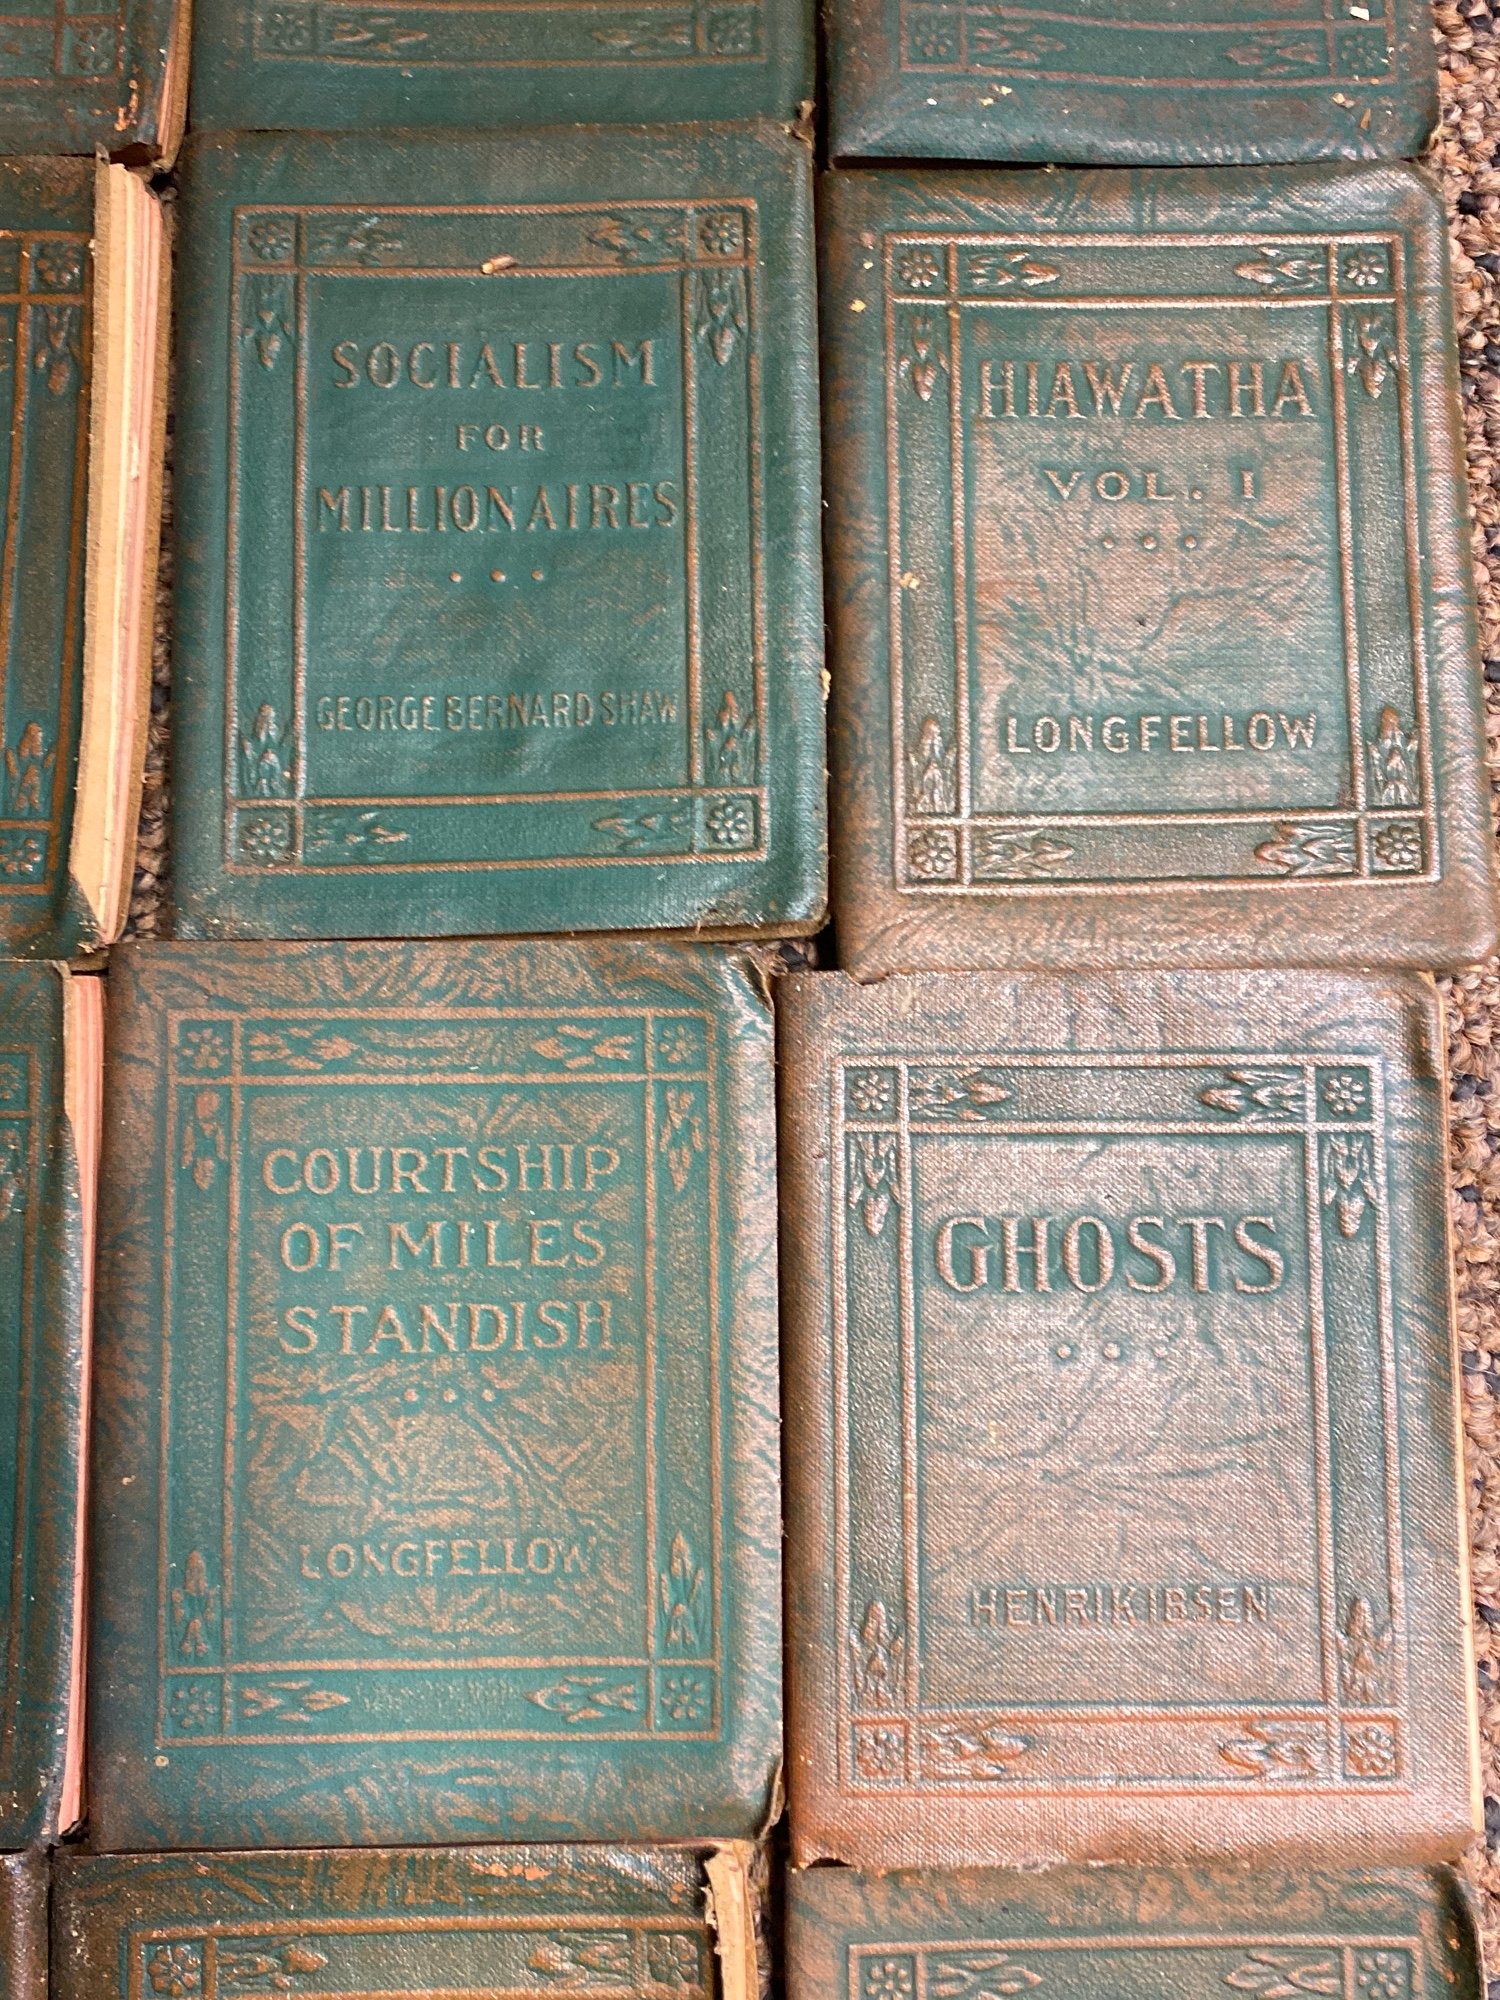 SOCIALISM
FOR
MILLIONAIRES
GEORGE BERNARD SHAW
HIAWATHA
VOL. I
LONGFELLOW
COURTSHIP
OF MILES
STANDISH
LONGFELLOW
GHOSTS
HENRIK IBSEN